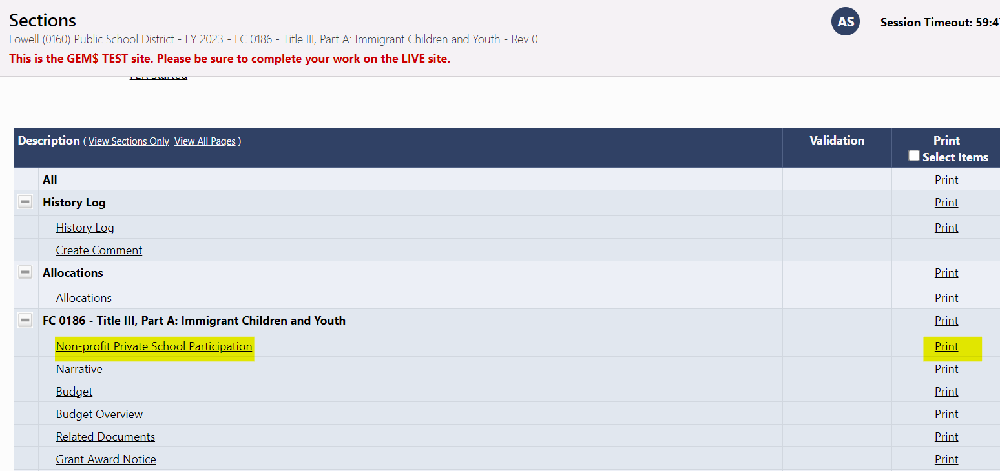 Sections
AS
Session Timeout: 59:4
Lowell (0160) Public School District - FY 2023 - FC 0186 - Title III, Part A: Immigrant Children and Youth - Rev 0
This is the GEM$ TEST site. Please be sure to complete your work on the LIVE site.
FER Started
Description ( View Sections Only View All Pages )
Validation
Print
Select Items
All
Print
History Log
Print
History Log
Print
Create Comment
Allocations
Print
Allocations
Print
FC 0186 - Title III, Part A: Immigrant Children and Youth
Print
Non-profit Private School Participation
Print
Narrative
Print
Budget
Print
Budget Overview
Print
Related Documents
Print
Grant Award Notice
Print